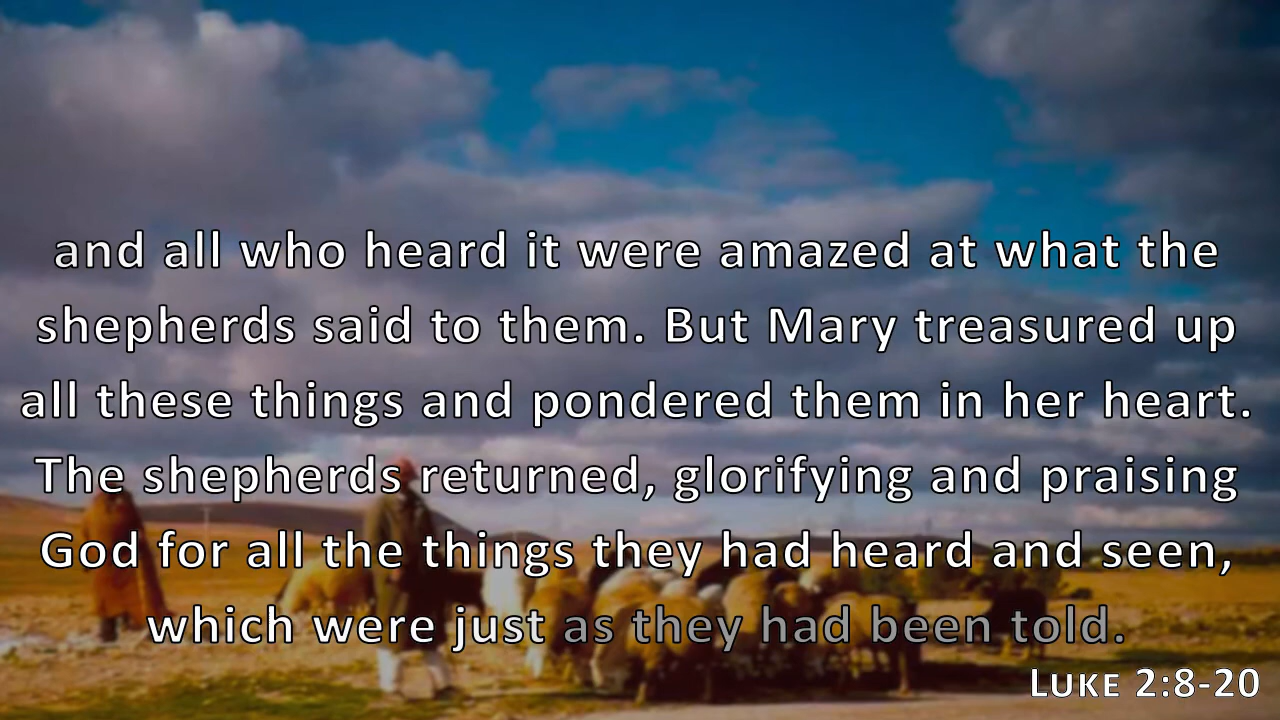 and all who heard it were amazed at what the
shepherds said to them. But Mary treasured up
all these things and pondered them in her heart.
The shepherds returned, glorifying and praising
God for all the things they had heard and seen,
which were just as they had been told.
Luke 2:8-20